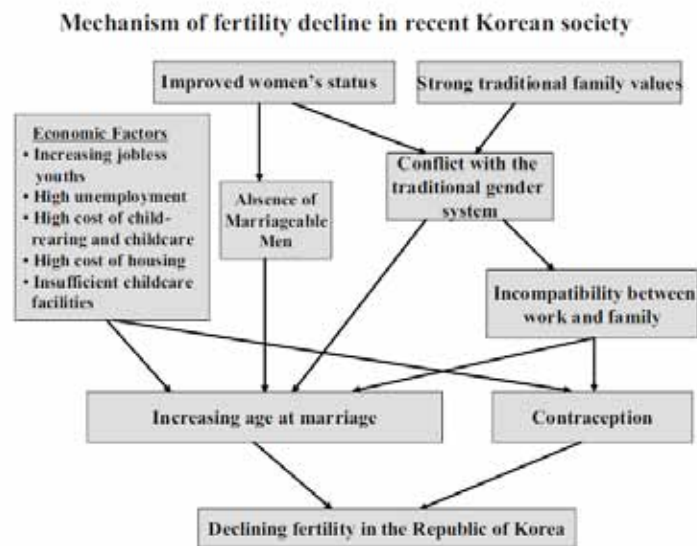 Mechanism of fertility decline in recent Korean society
Improved women's status
Strong traditional family values
Economic Factors
• Increasing jobless
youths
• High unemployment
• High cost of child-
rearing and childcare
• High cost of housing
• Insufficient childcare
facilities
Absence of
Marriageable
Men
Conflict with the
traditional gender
system
Incompatibility between
work and family
Increasing age at marriage
Contraception
Declining fertility in the Republic of Korea